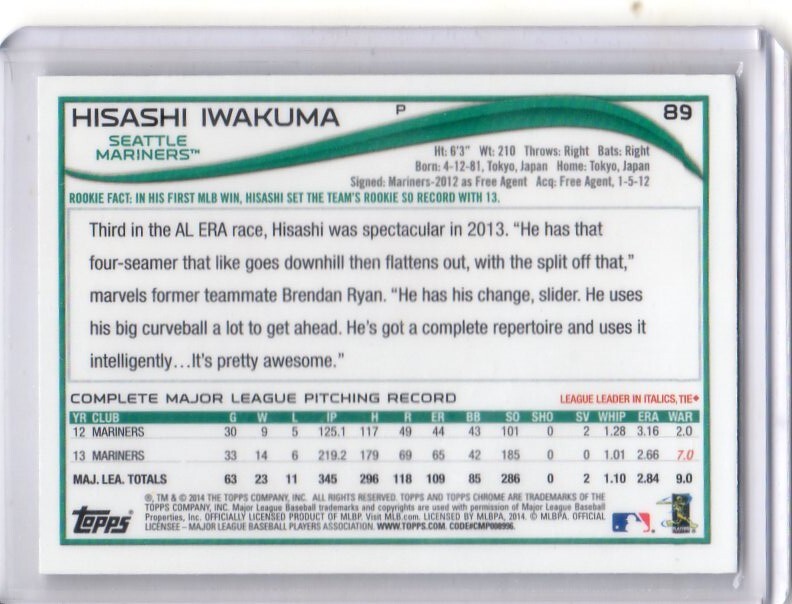 HISASHI IWAKUMA P 89
SEATTLE
MARINERS™
Ht: 6'3" Wt: 210 Throws: Right Bats: Right
Born: 4-12-81, Tokyo, Japan Home: Tokyo, Japan
Signed: Mariners-2012 as Free Agent Acq: Free Agent, 1-5-12
ROOKIE FACT: IN HIS FIRST MLB WIN, HISASHI SET THE TEAM'S ROOKIE SO RECORD WITH 13.
Third in the AL ERA race, Hisashi was spectacular in 2013. “He has that
four-seamer that like goes downhill then flattens out, with the split off that,”
marvels former teammate Brendan Ryan. “He has his change, slider. He uses
his big curveball a lot to get ahead. He's got a complete repertoire and uses it
intelligently…It's pretty awesome.”
COMPLETE MAJOR LEAGUE PITCHING RECORD LEAGUE LEADER IN ITALICS, TIE♦
YR CLUB G W L IP H R ER BB SO SHO SV WHIP ERA WAR
12 MARINERS 30 9 5 125.1 117 49 44 43 101 0 2 1.28 3.16 2.0
13 MARINERS 33 14 6 219.2 179 69 65 42 185 0 0 1.01 2.66 7.0
MAJ. LEA. TOTALS 63 23 11 345 296 118 109 85 286 0 2 1.10 2.84 9.0
®, TM & © 2014 THE TOPPS COMPANY, INC. ALL RIGHTS RESERVED. TOPPS AND TOPPS CHROME ARE TRADEMARKS OF THE
TOPPS COMPANY, INC. Major League Baseball trademarks and copyrights are used with permission of Major League Baseball
Properties, Inc. OFFICIALLY LICENSED PRODUCT OF MLBP. Visit MLB.com. LICENSED BY MLBPA, 2014. © MLBPA. OFFICIAL
LICENSEE – MAJOR LEAGUE BASEBALL PLAYERS ASSOCIATION. WWW.TOPPS.COM. CODE#CMP008996.
Topps